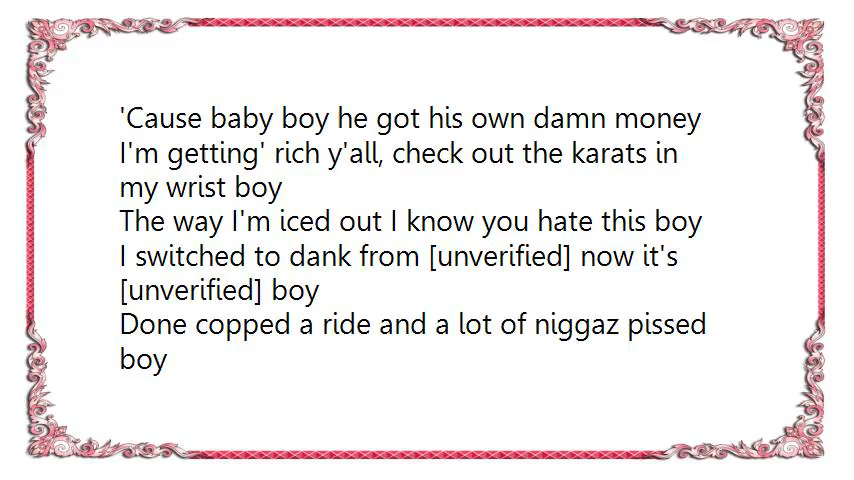 'Cause baby boy he got his own damn money
I'm getting' rich y'all, check out the karats in
my wrist boy
The way I'm iced out I know you hate this boy
I switched to dank from [unverified] now it's
[unverified] boy
Done copped a ride and a lot of niggaz pissed
boy